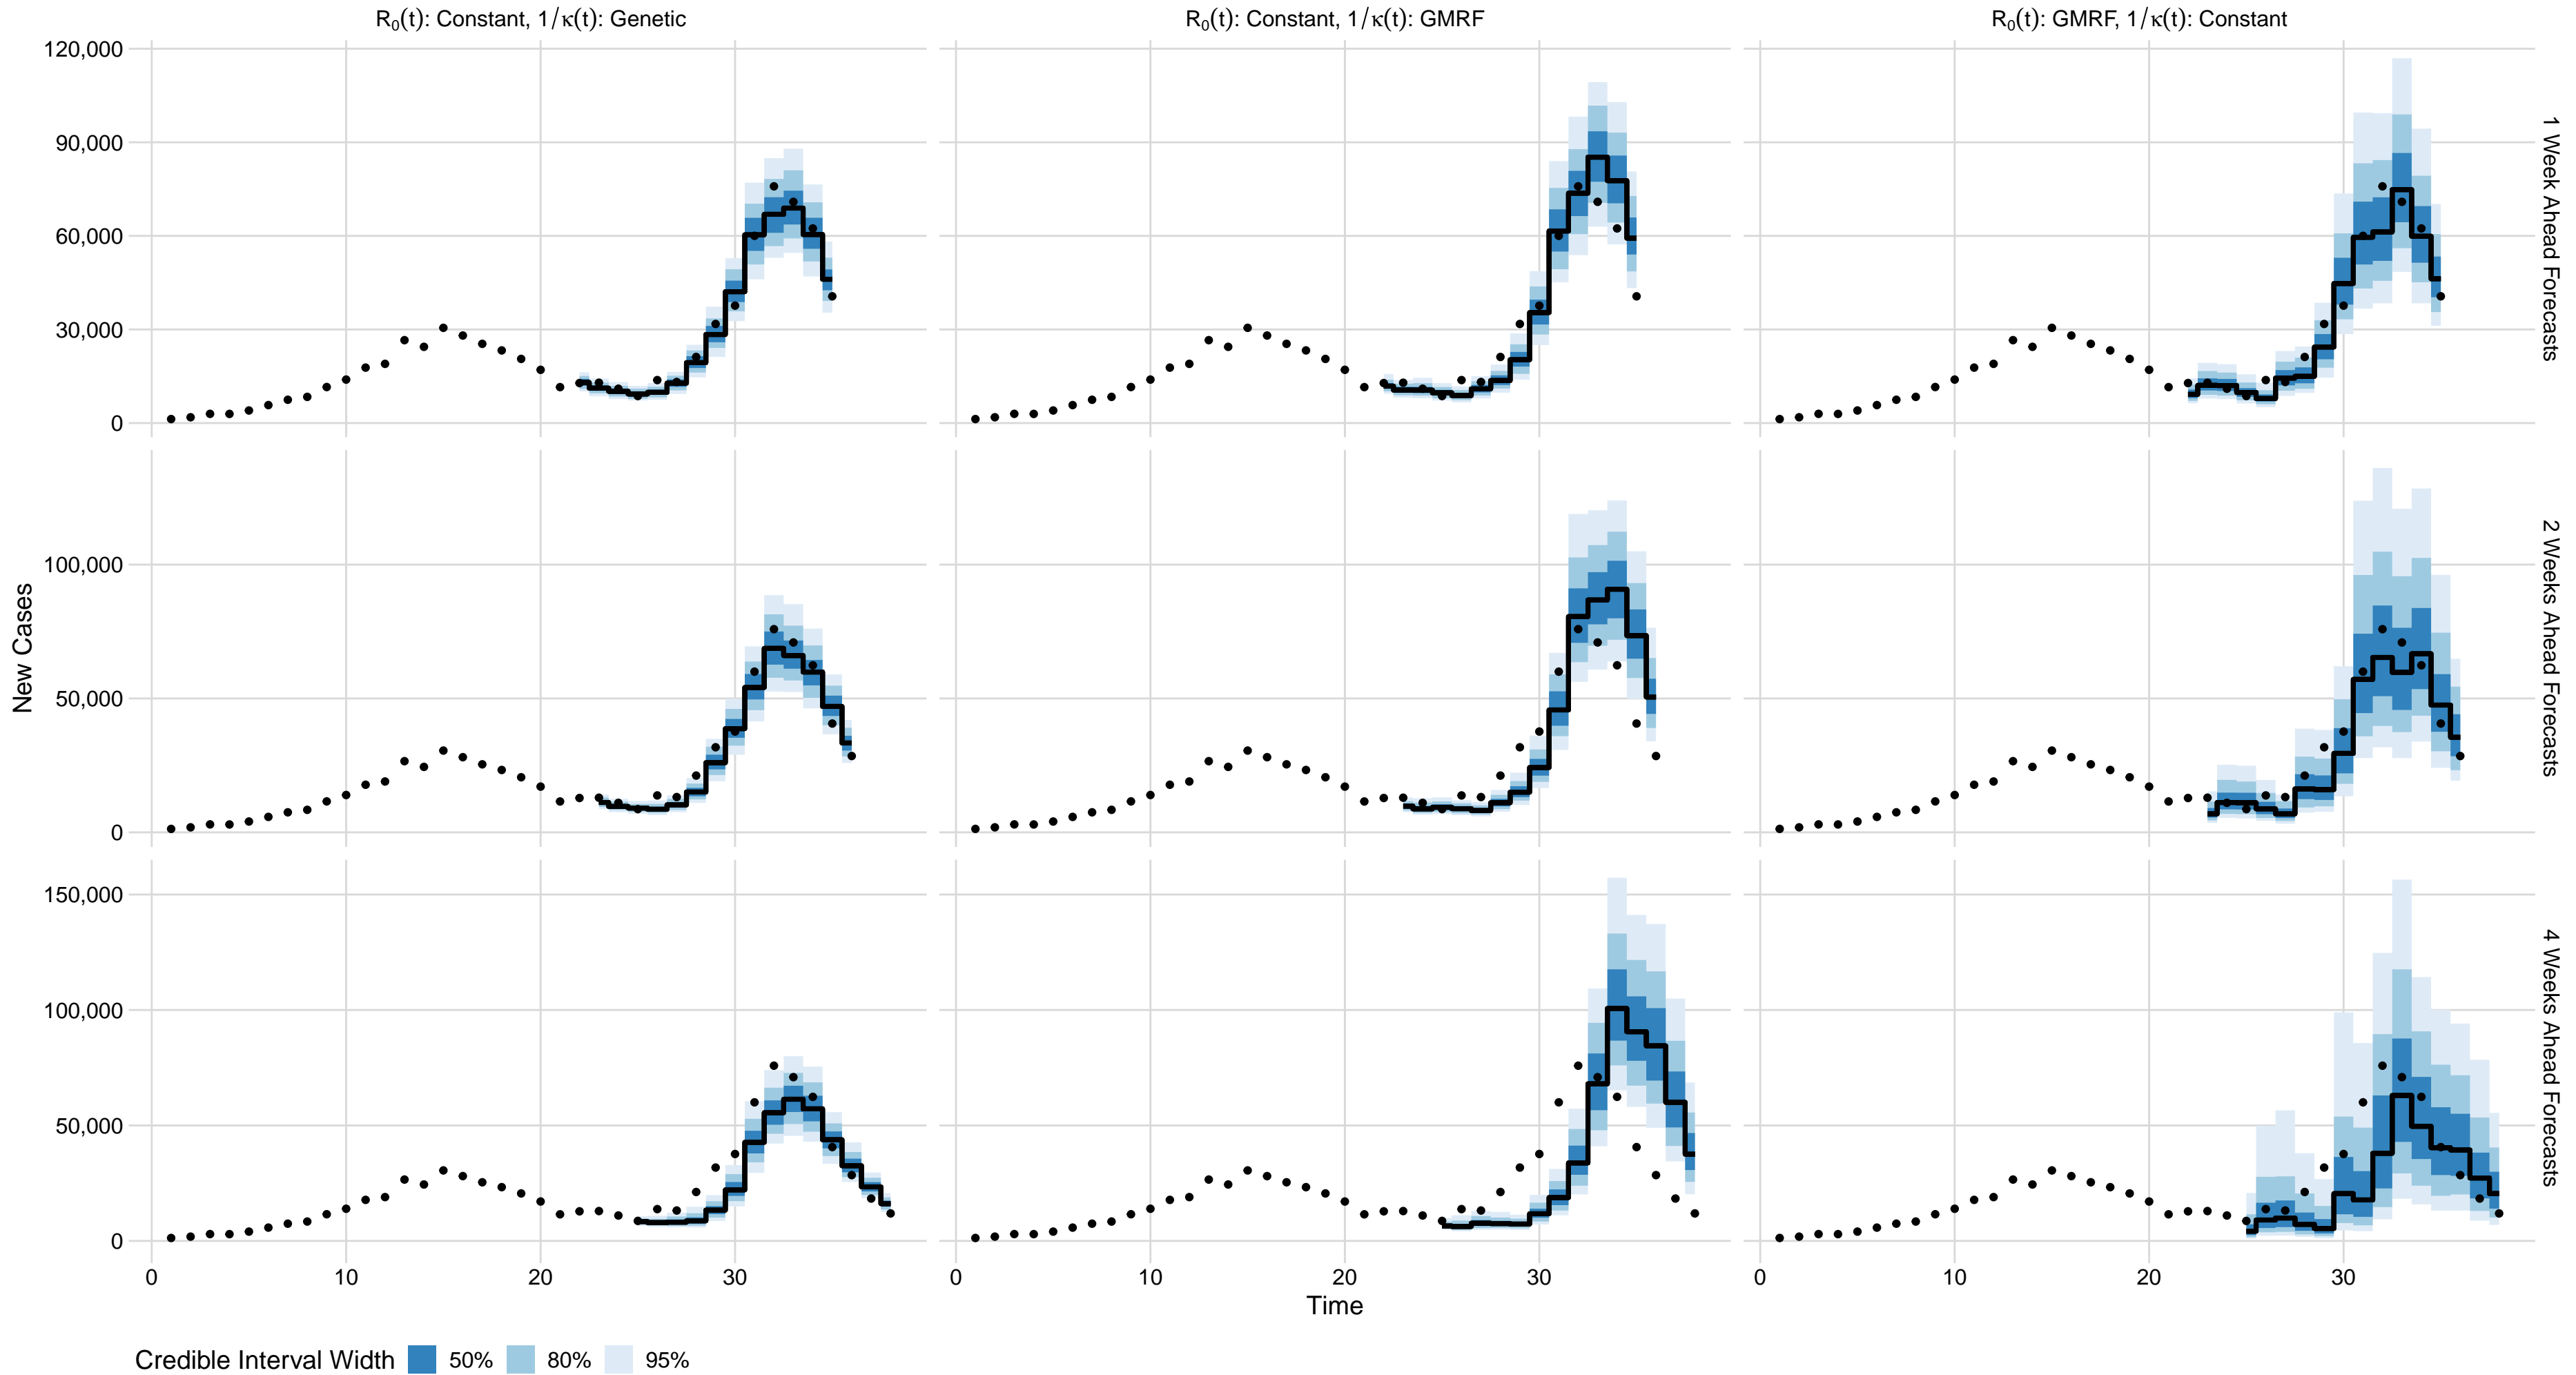 R₀(t): Constant, 1/κ(t): Genetic
R₀(t): Constant, 1/κ(t): GMRF
R₀(t): GMRF, 1/κ(t): Constant
120,000
90,000
60,000
30,000
0
1 Week Ahead Forecasts
New Cases
100,000
50,000
0
2 Weeks Ahead Forecasts
150,000
100,000
50,000
0
4 Weeks Ahead Forecasts
0 10 20 30
0 10 20 30
0 10 20 30
Time
Credible Interval Width 50% 80% 95%